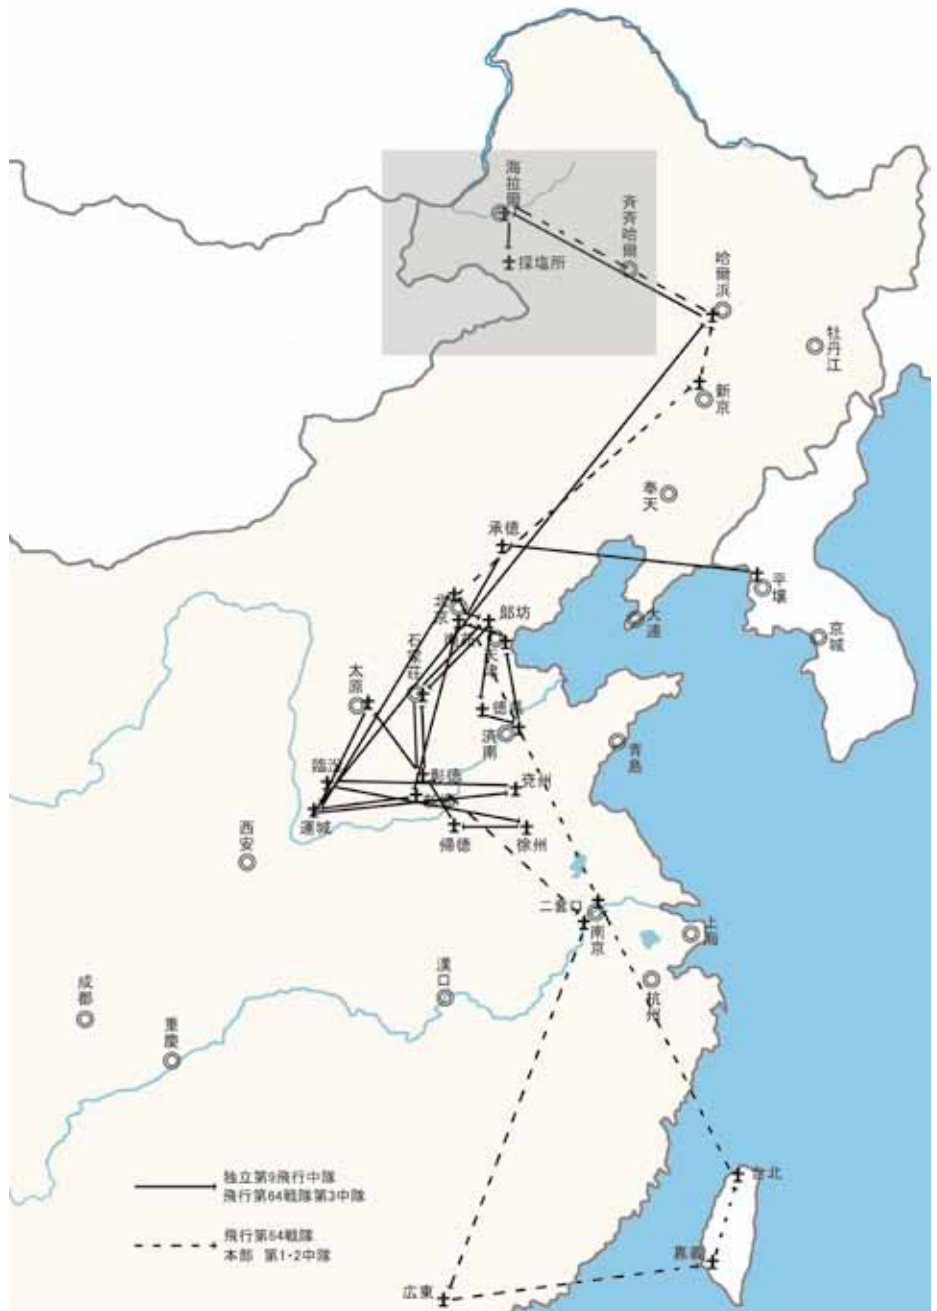 海拉爾
採塩所
斉斉哈爾
哈爾浜
牡丹江
新京
奉天
承徳
平壌
京城
大連
北京
郎坊
天津
石家荘
太原
徳県
済南
青島
臨汾
彰徳
兗州
運城
帰徳
徐州
西安
南京
上海
杭州
漢口
成都
重慶
台北
嘉義
広東
独立第9飛行中隊
飛行第64戦隊第3中隊
飛行第64戦隊
本部 第1・2中隊